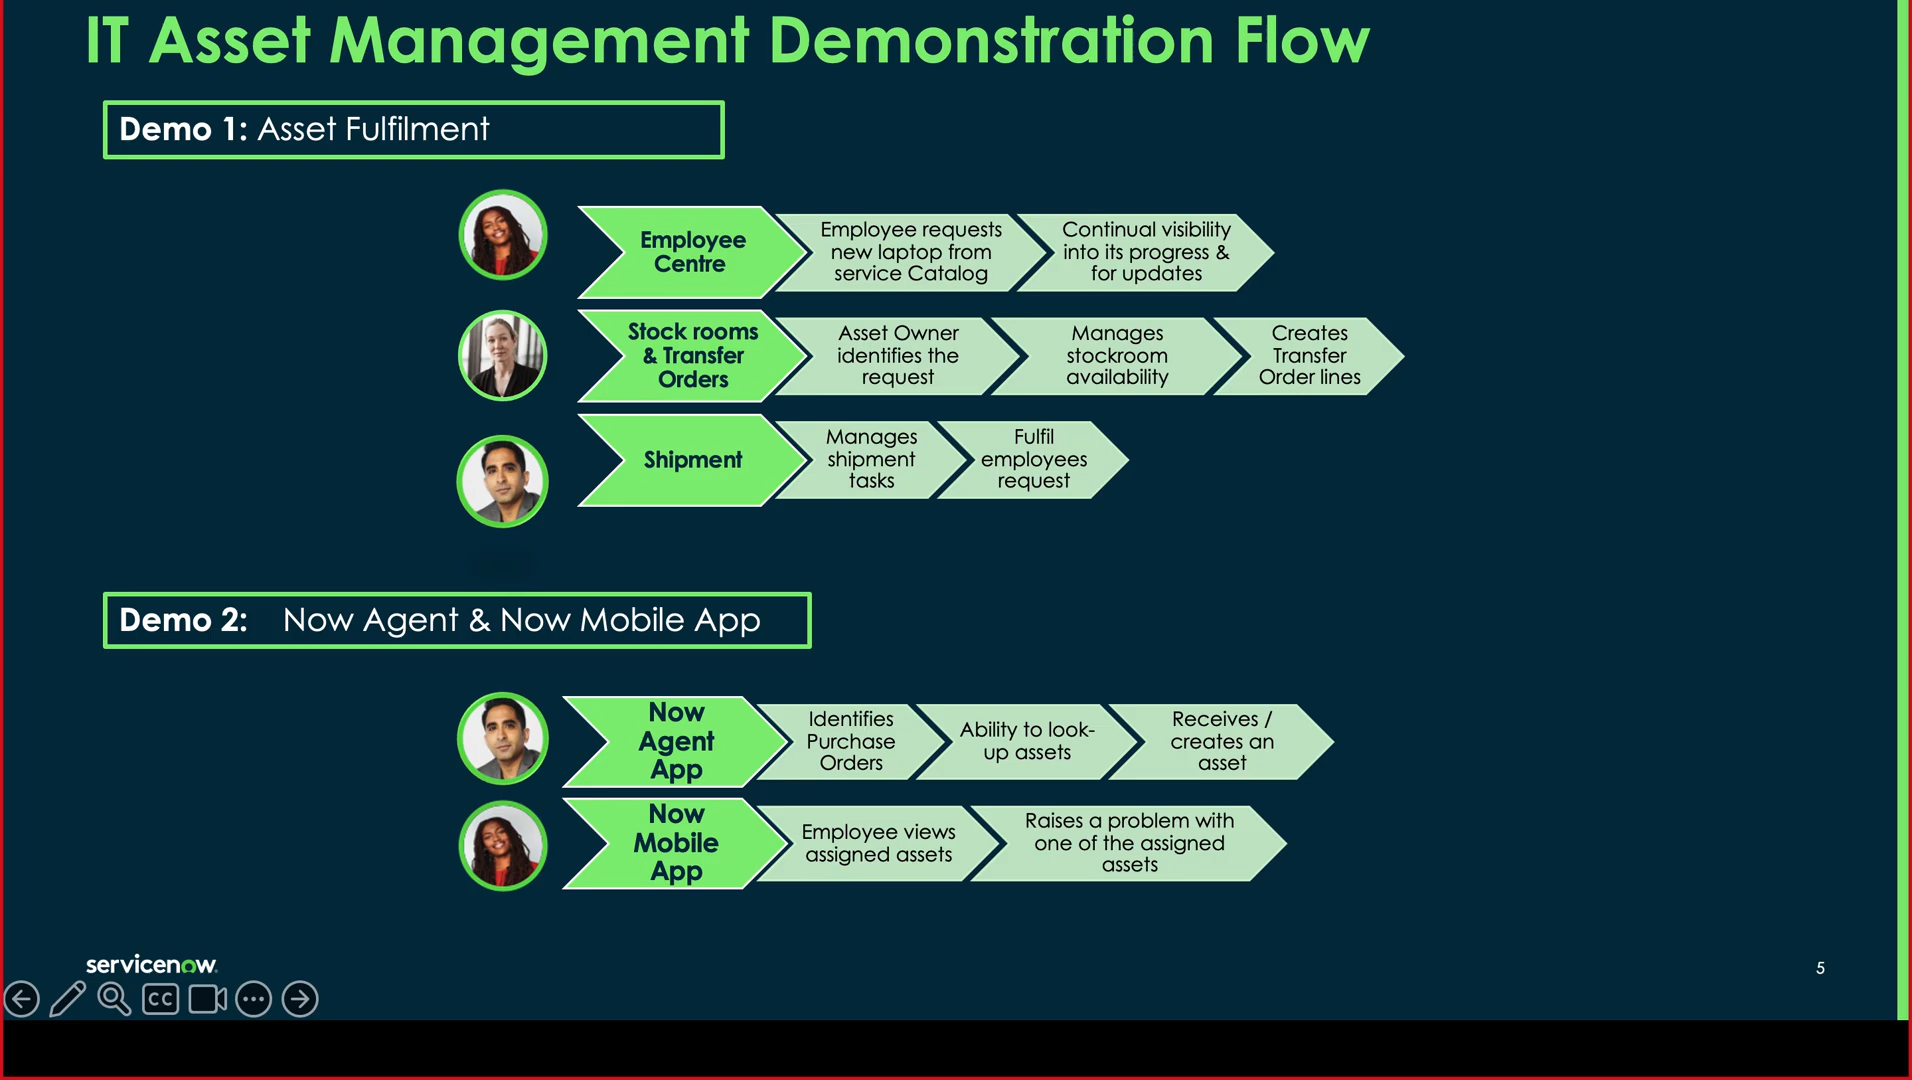 IT Asset Management Demonstration Flow
Demo 1: Asset Fulfilment
Employee
Centre
Employee requests
new laptop from
service Catalog
Continual visibility
into its progress &
for updates
Stock rooms
& Transfer
Orders
Asset Owner
identifies the
request
Manages
stockroom
availability
Creates
Transfer
Order lines
Shipment
Manages
shipment
tasks
Fulfil
employees
request
Demo 2: Now Agent & Now Mobile App
Now
Agent
App
Identifies
Purchase
Orders
Ability to look-
up assets
Receives /
creates an
asset
Now
Mobile
App
Employee views
assigned assets
Raises a problem with
one of the assigned
assets
servicenow
5
CC